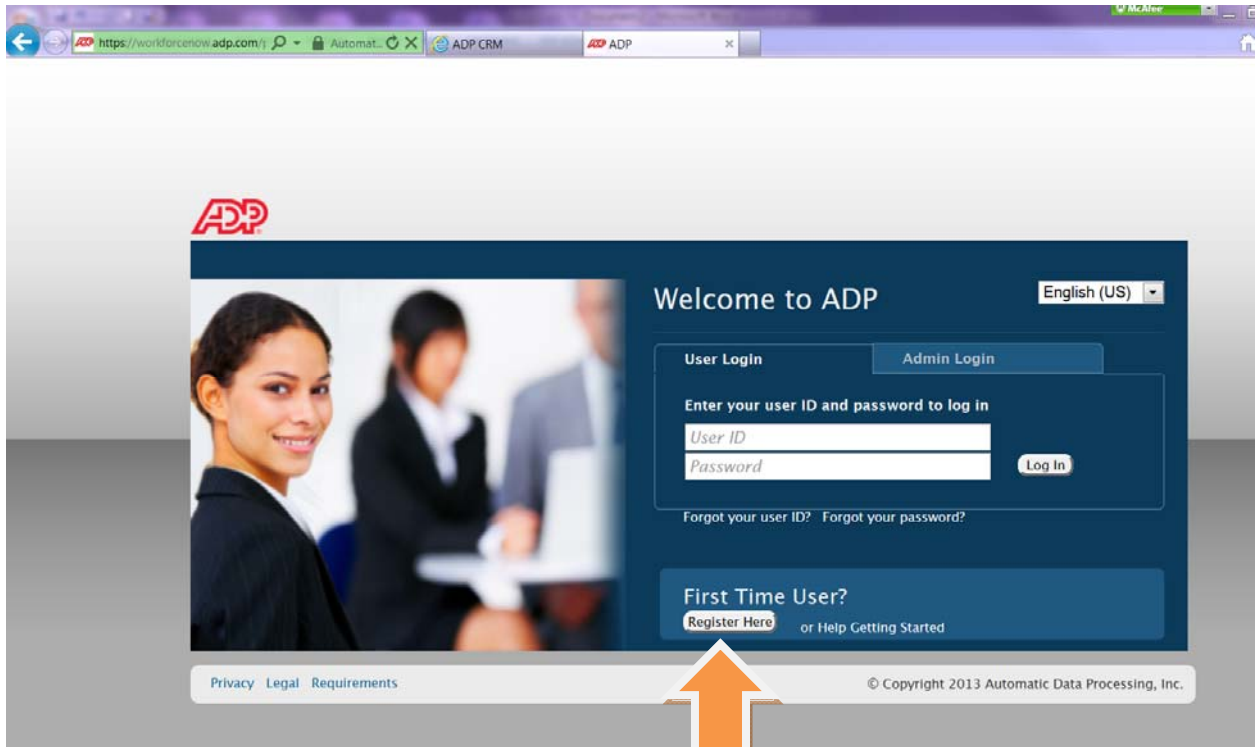 McAfee
https://workforcenow.adp.com/
Automat...
ADP CRM
ADP
ADP
Welcome to ADP
English (US)
User Login
Admin Login
Enter your user ID and password to log in
User ID
Password
Log In
Forgot your user ID? Forgot your password?
First Time User?
Register Here or Help Getting Started
Privacy Legal Requirements
© Copyright 2013 Automatic Data Processing, Inc.